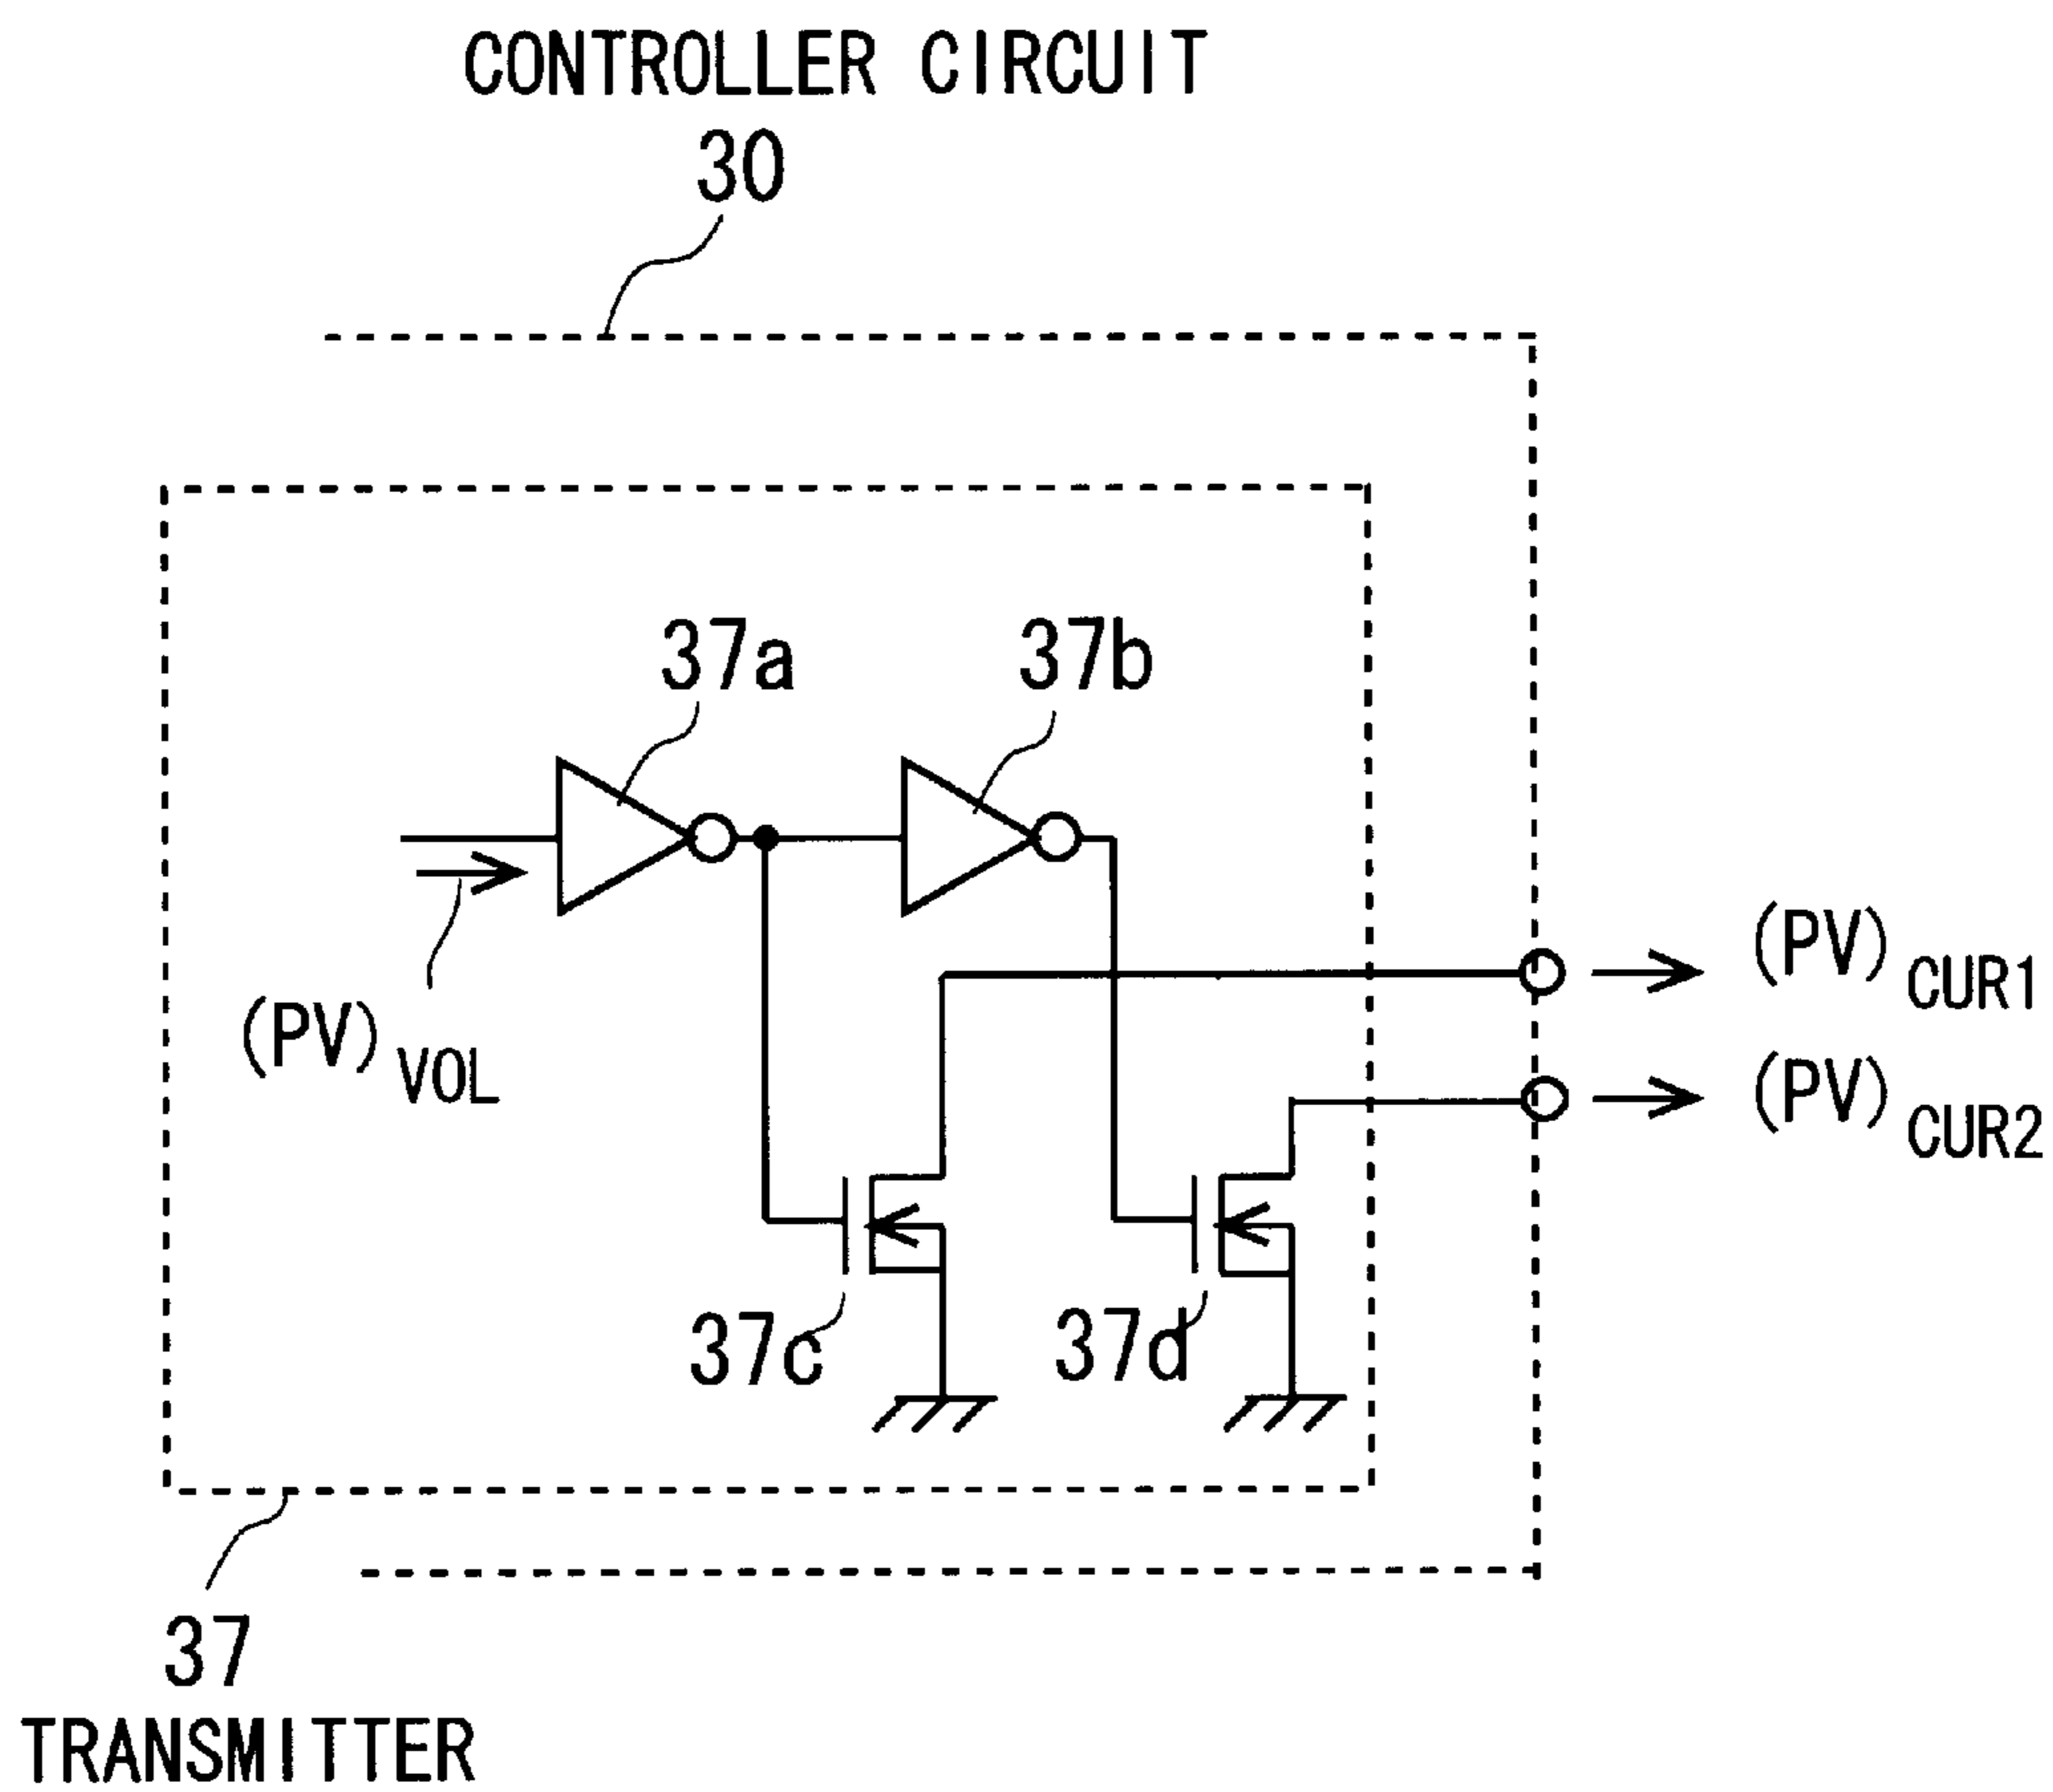 CONTROLLER CIRCUIT
30
37a
37b
(PV)VOL
(PV)CUR1
(PV)CUR2
37c
37d
37
TRANSMITTER